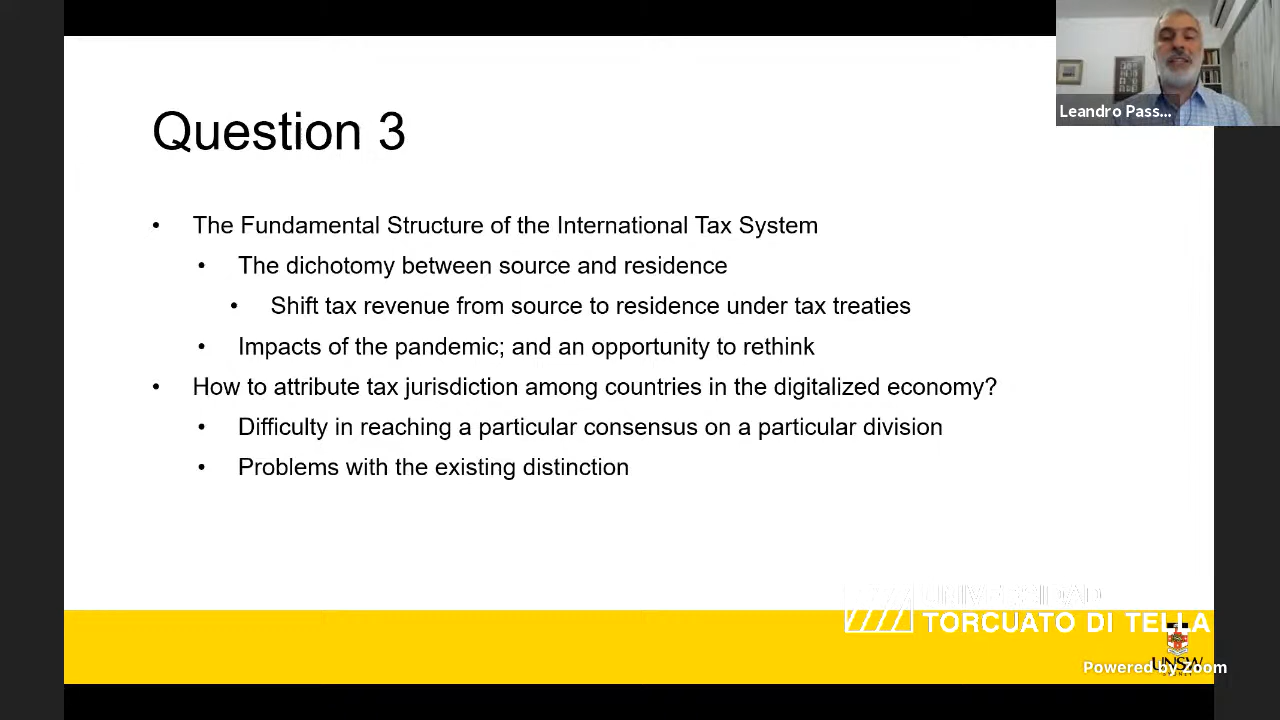 Question 3
• The Fundamental Structure of the International Tax System
• The dichotomy between source and residence
• Shift tax revenue from source to residence under tax treaties
• Impacts of the pandemic; and an opportunity to rethink
• How to attribute tax jurisdiction among countries in the digitalized economy?
• Difficulty in reaching a particular consensus on a particular division
• Problems with the existing distinction
Leandro Pass...
UNIVERSIDAD
TORCUATO DI TELLA
UNSW
Powered by Zoom